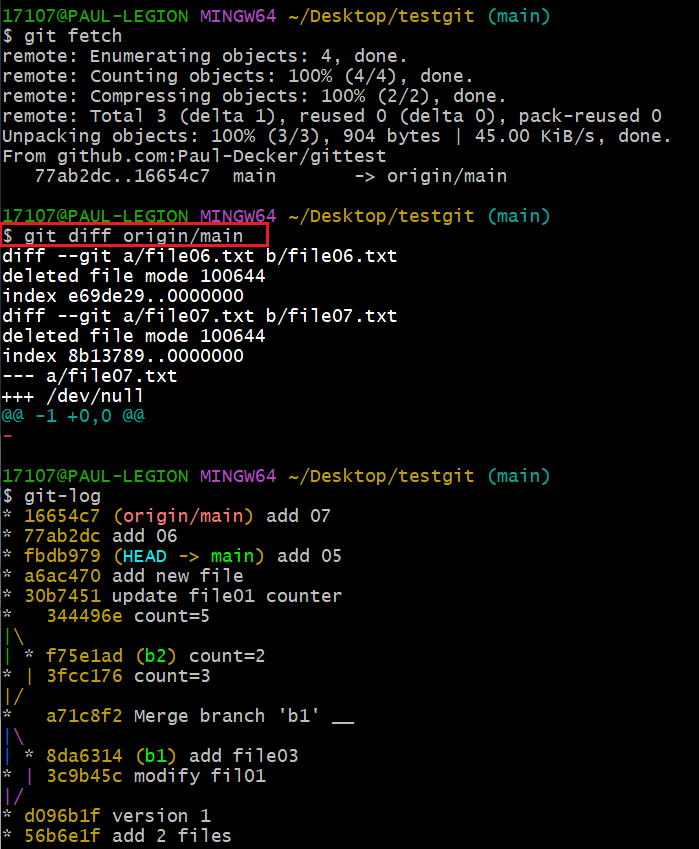 17107@PAUL-LEGION MINGW64 ~/Desktop/testgit (main)
$ git fetch
remote: Enumerating objects: 4, done.
remote: Counting objects: 100% (4/4), done.
remote: Compressing objects: 100% (2/2), done.
remote: Total 3 (delta 1), reused 0 (delta 0), pack-reused 0
Unpacking objects: 100% (3/3), 904 bytes | 45.00 KiB/s, done.
From github.com:Paul-Decker/gittest
   77ab2dc..16654c7  main       -> origin/main

17107@PAUL-LEGION MINGW64 ~/Desktop/testgit (main)
$ git diff origin/main
diff --git a/file06.txt b/file06.txt
deleted file mode 100644
index e69de29..0000000
diff --git a/file07.txt b/file07.txt
deleted file mode 100644
index 8b13789..0000000
--- a/file07.txt
+++ /dev/null
@@ -1 +0,0 @@
-

17107@PAUL-LEGION MINGW64 ~/Desktop/testgit (main)
$ git-log
* 16654c7 (origin/main) add 07
* 77ab2dc add 06
* fbdb979 (HEAD -> main) add 05
* a6ac470 add new file
* 30b7451 update file01 counter
*   344496e count=5
|\
| * f75e1ad (b2) count=2
* | 3fcc176 count=3
|/
*   a71c8f2 Merge branch 'b1' __
|\
| * 8da6314 (b1) add file03
* | 3c9b45c modify fil01
|/
* d096b1f version 1
* 56b6e1f add 2 files